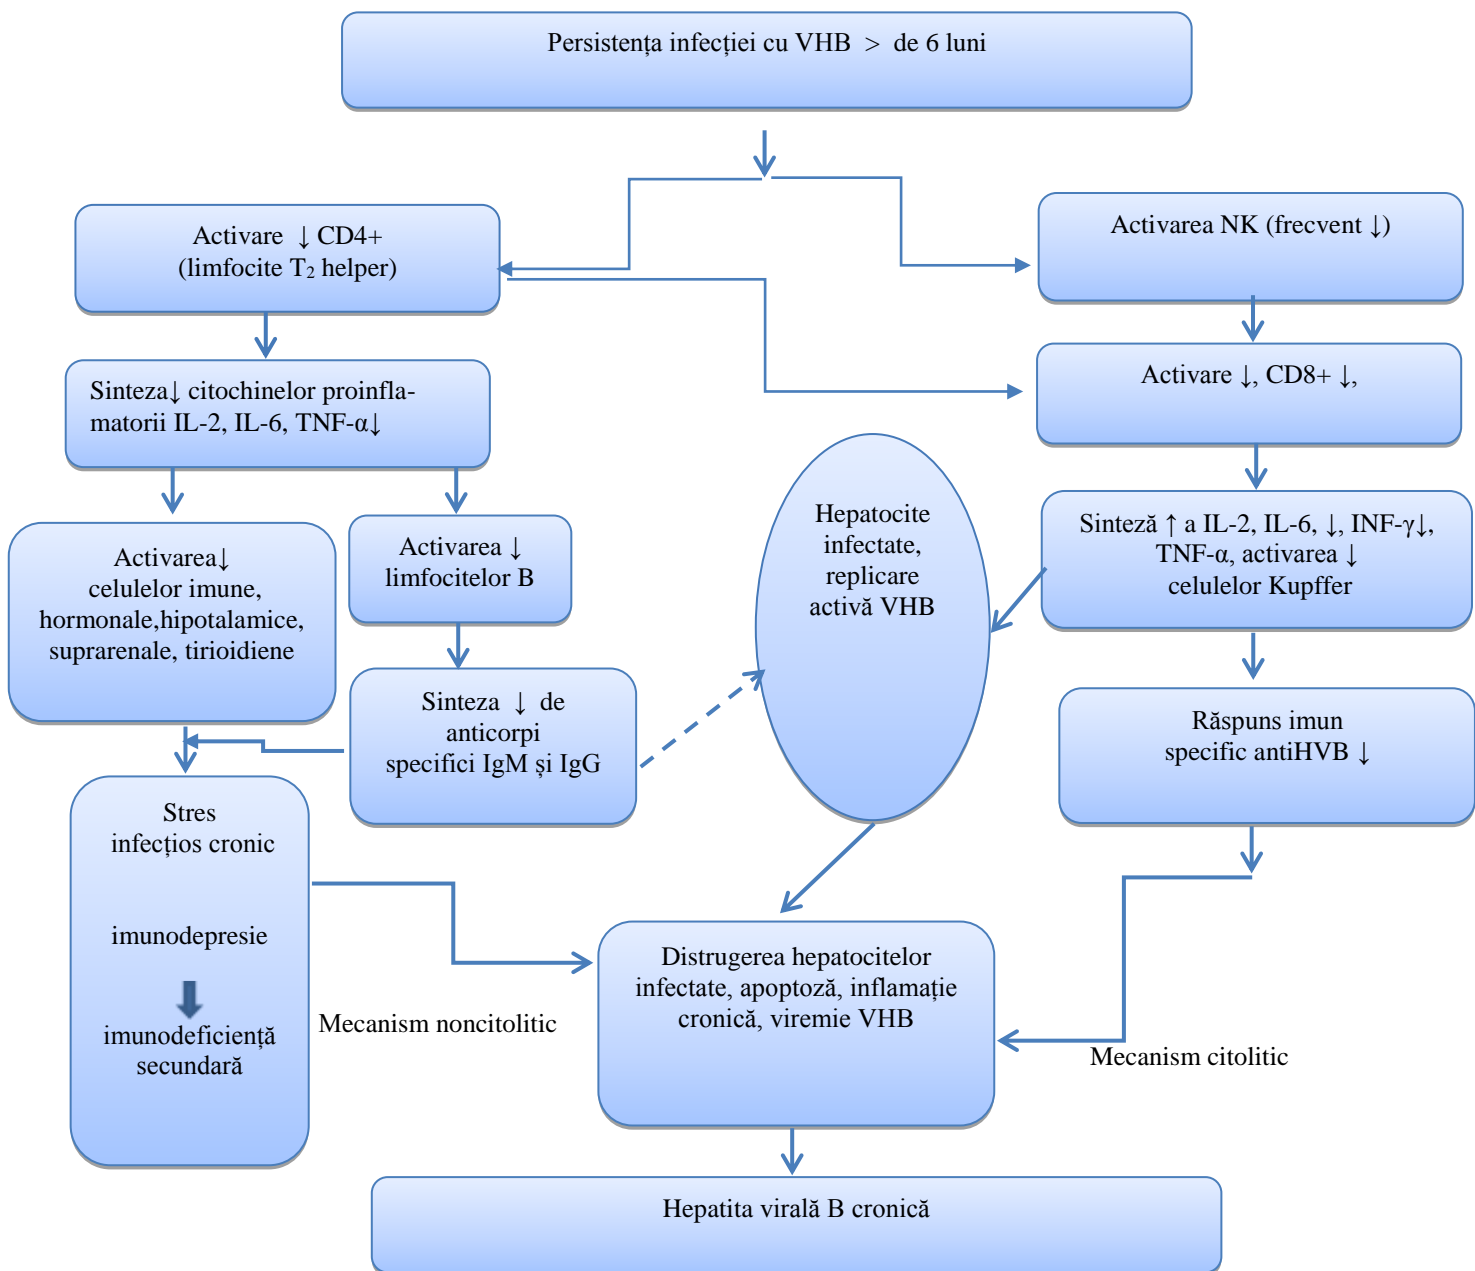 Persistența infecției cu VHB > de 6 luni
Activare ↓ CD4+
(limfocite T₂ helper)
Activarea NK (frecvent ↓)
Sinteza↓ citochinelor proinfla-
matorii IL-2, IL-6, TNF-α↓
Activare ↓, CD8+ ↓,
Activarea↓
celulelor imune,
hormonale,hipotalamice,
suprarenale, tirioidiene
Activarea ↓
limfocitelor B
Hepatocite
infectate,
replicare
activă VHB
Sinteză ↑ a IL-2, IL-6, ↓, INF-γ↓,
TNF-α, activarea ↓
celulelor Kupffer
Sinteza ↓ de
anticorpi
specifici IgM și IgG
Răspuns imun
specific antiHVB ↓
Stres
infecțios cronic
imunodepresie
imunodeficiență
secundară
Mecanism noncitolitic
Distrugerea hepatocitelor
infectate, apoptoză, inflamație
cronică, viremie VHB
Mecanism citolitic
Hepatita virală B cronică